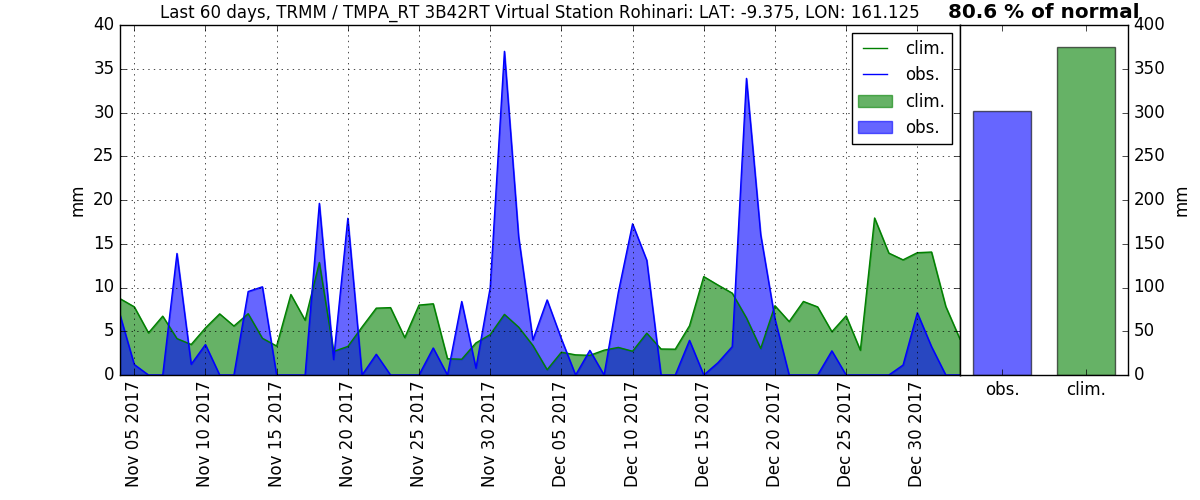 Last 60 days, TRMM / TMPA_RT 3B42RT Virtual Station Rohinari: LAT: -9.375, LON: 161.125
80.6 % of normal
40
35
30
25
20
15
10
5
0
mm
clim.
obs.
clim.
obs.
400
350
300
250
200
150
100
50
0
mm
Nov 05 2017
Nov 10 2017
Nov 15 2017
Nov 20 2017
Nov 25 2017
Nov 30 2017
Dec 05 2017
Dec 10 2017
Dec 15 2017
Dec 20 2017
Dec 25 2017
Dec 30 2017
obs.
clim.